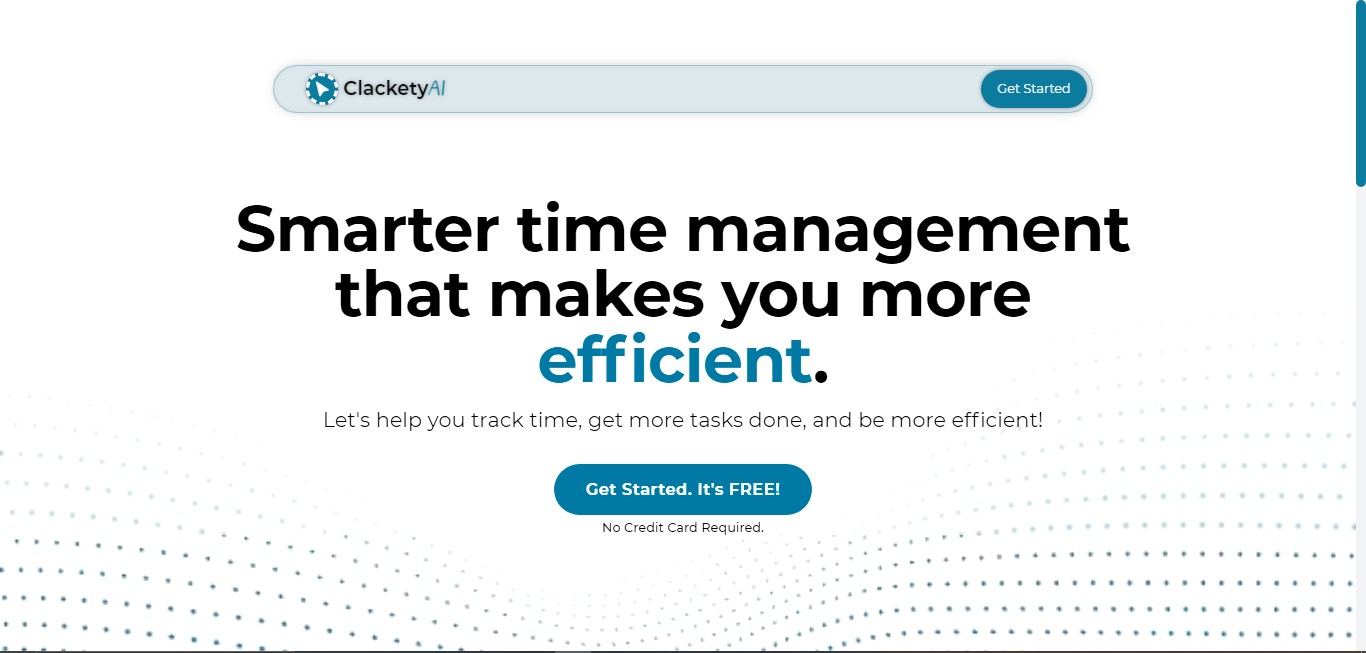 ClacketyAI
Get Started
Smarter time management
that makes you more
efficient.
Let's help you track time, get more tasks done, and be more efficient!
Get Started. It's FREE!
No Credit Card Required.